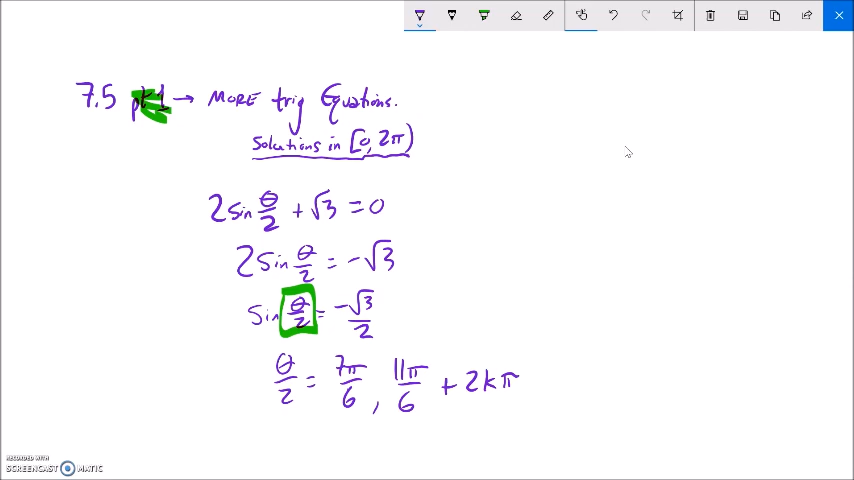 7.5 pt 1 → MORE trig Equations.
Solutions in [0, 2π)
2 sin θ/2 + √3 = 0
2 sin θ/2 = -√3
sin θ/2 = -√3/2
θ/2 = 7π/6, 11π/6 + 2kπ
RECORDED WITH
SCREENCAST MATIC